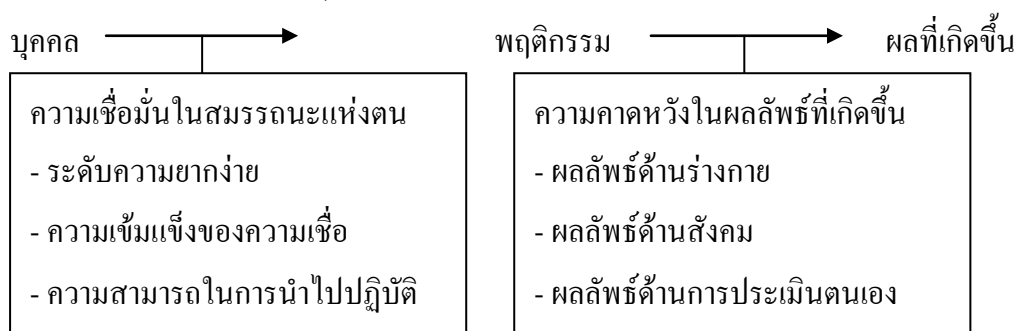 บุคคล พฤติกรรม ผลที่เกิดขึ้น
ความเชื่อมั่นในสมรรถนะแห่งตน
- ระดับความยากง่าย
- ความเข้มแข็งของความเชื่อ
- ความสามารถในการนำไปปฏิบัติ
ความคาดหวังในผลลัพธ์ที่เกิดขึ้น
- ผลลัพธ์ด้านร่างกาย
- ผลลัพธ์ด้านสังคม
- ผลลัพธ์ด้านการประเมินตนเอง